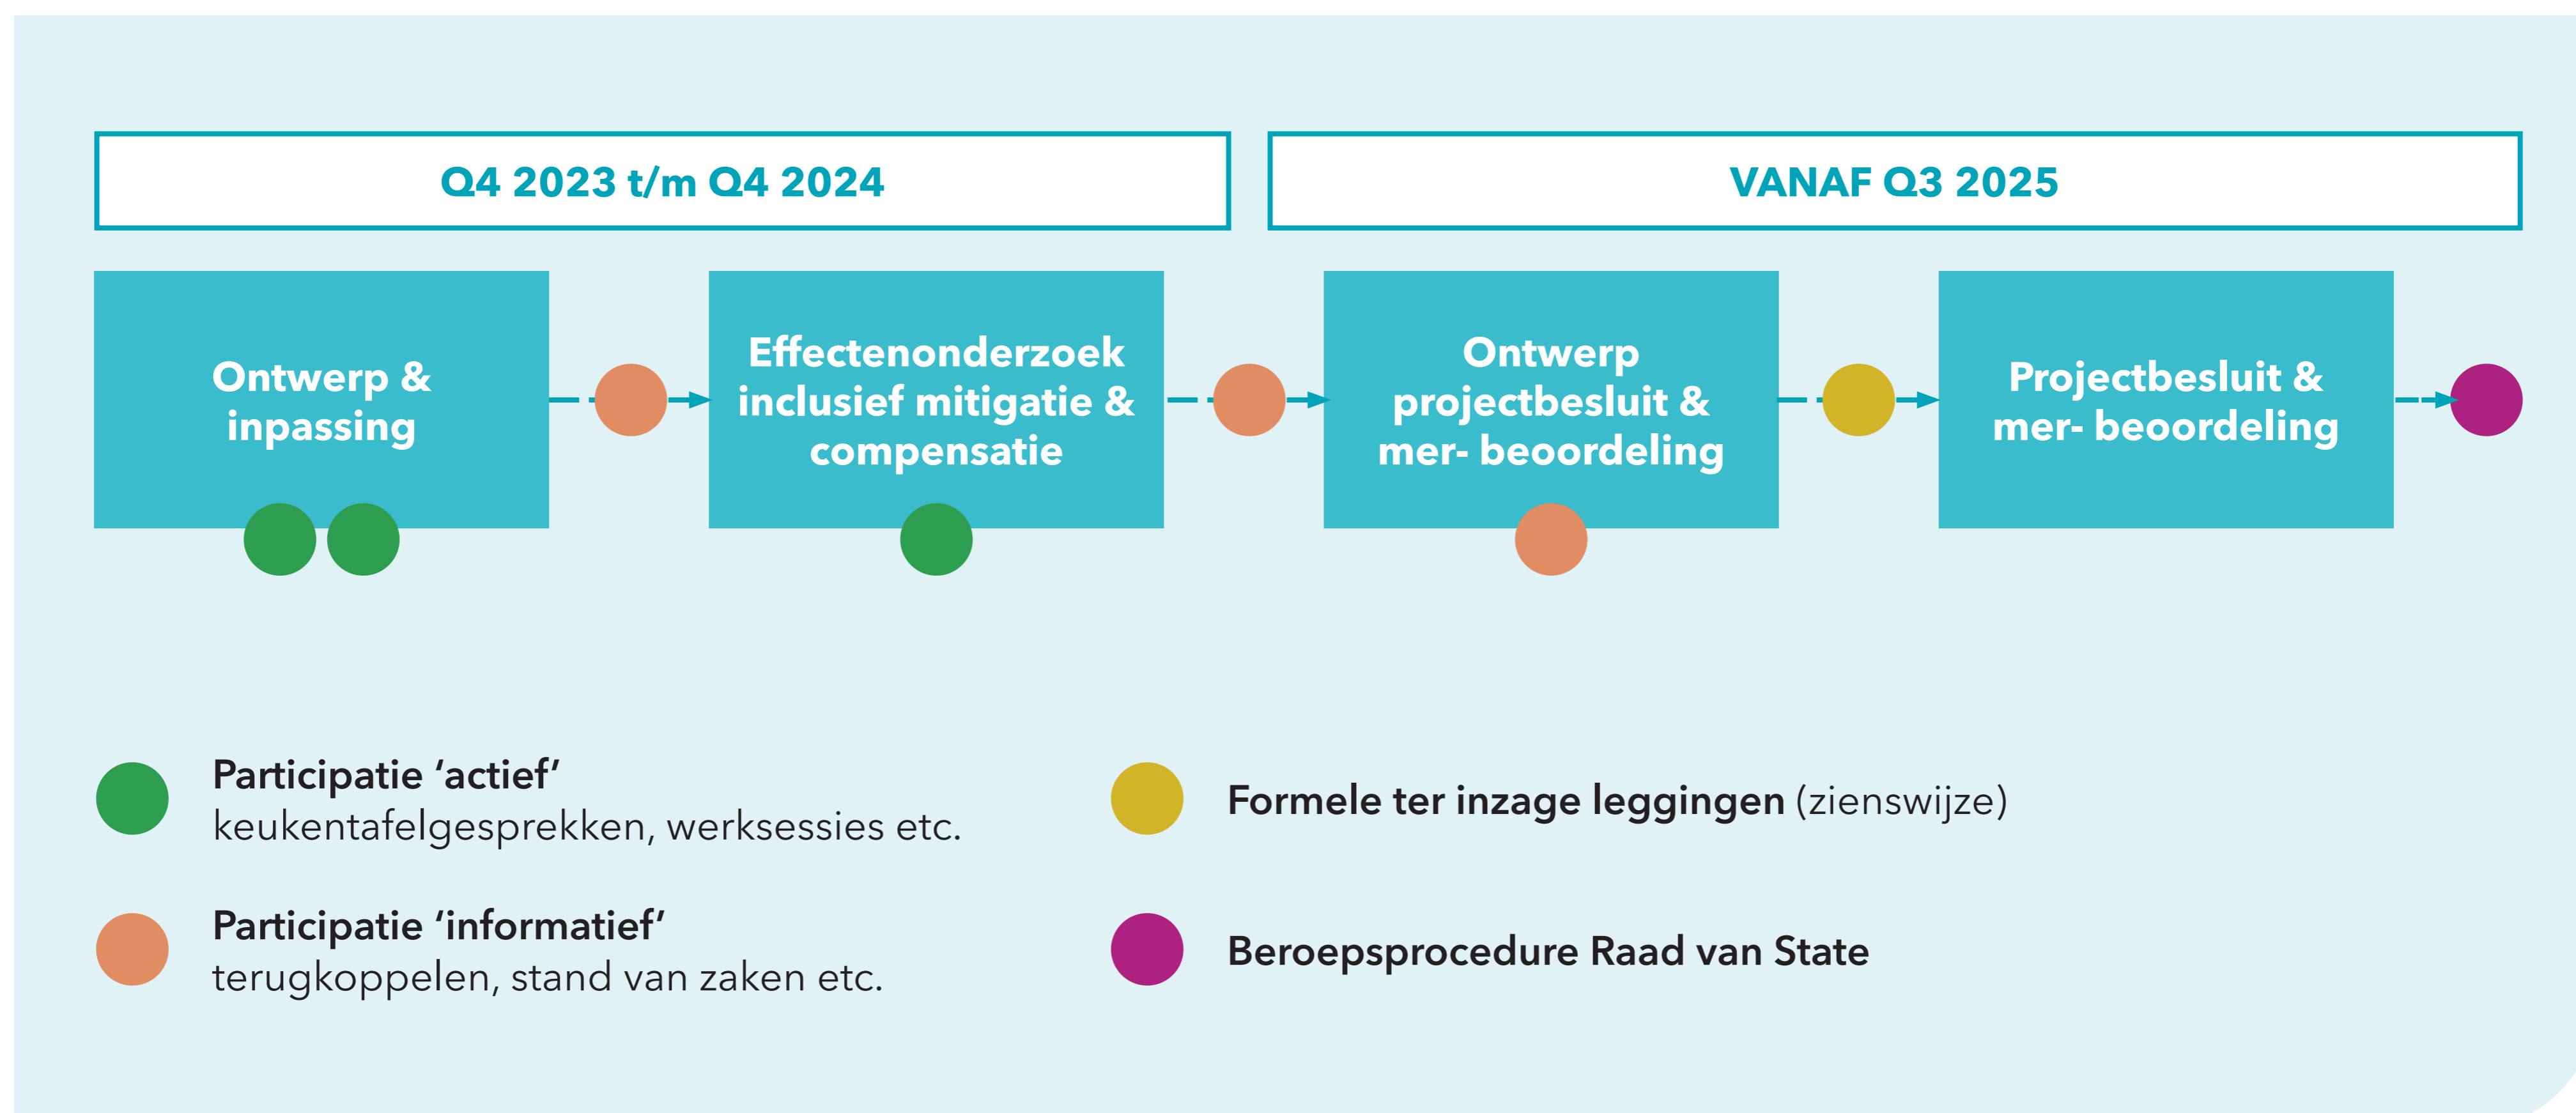 Q4 2023 t/m Q4 2024
VANAF Q3 2025
Ontwerp &
inpassing
Effectenonderzoek
inclusief mitigatie &
compensatie
Ontwerp
projectbesluit &
mer- beoordeling
Projectbesluit &
mer- beoordeling
Participatie ‘actief’
keukentafelgesprekken, werksessies etc.
Participatie ‘informatief’
terugkoppelen, stand van zaken etc.
Formele ter inzage leggingen (zienswijze)
Beroepsprocedure Raad van State